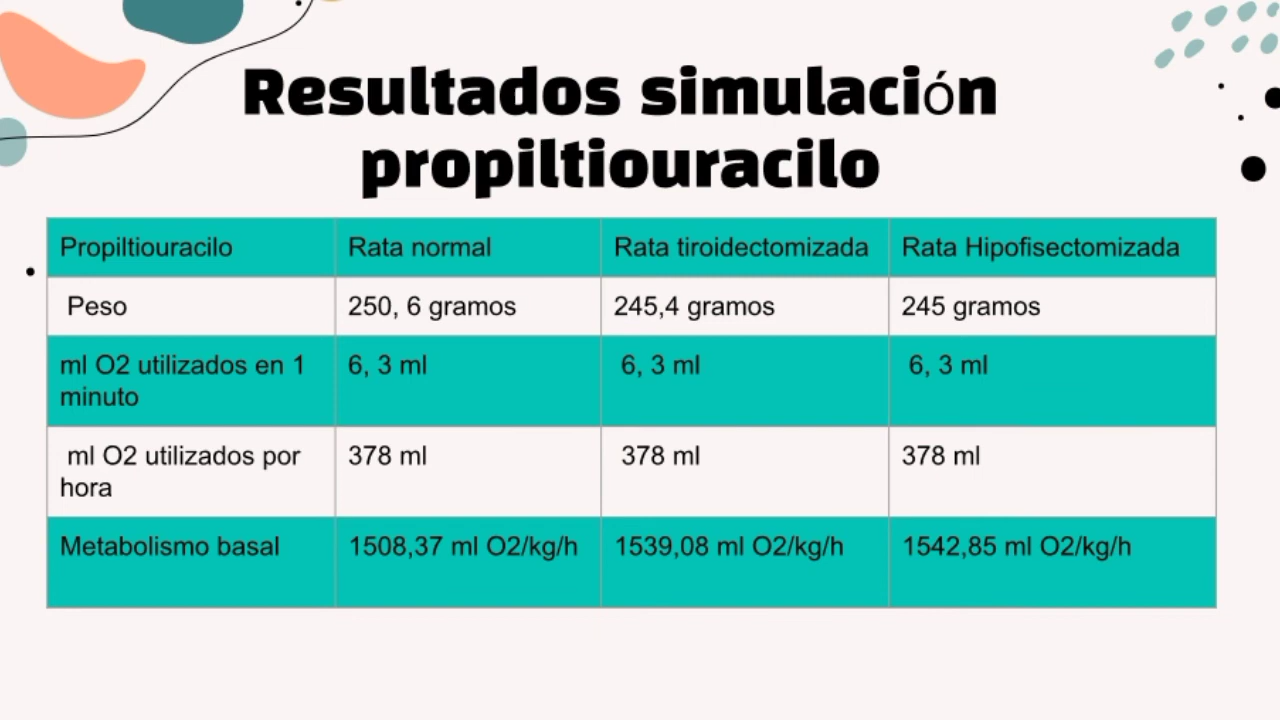 Resultados simulación
propiltiouracilo
Propiltiouracilo Rata normal Rata tiroidectomizada Rata Hipofisectomizada
Peso 250, 6 gramos 245,4 gramos 245 gramos
ml O2 utilizados en 1 6, 3 ml 6, 3 ml 6, 3 ml
minuto
ml O2 utilizados por 378 ml 378 ml 378 ml
hora
Metabolismo basal 1508,37 ml O2/kg/h 1539,08 ml O2/kg/h 1542,85 ml O2/kg/h